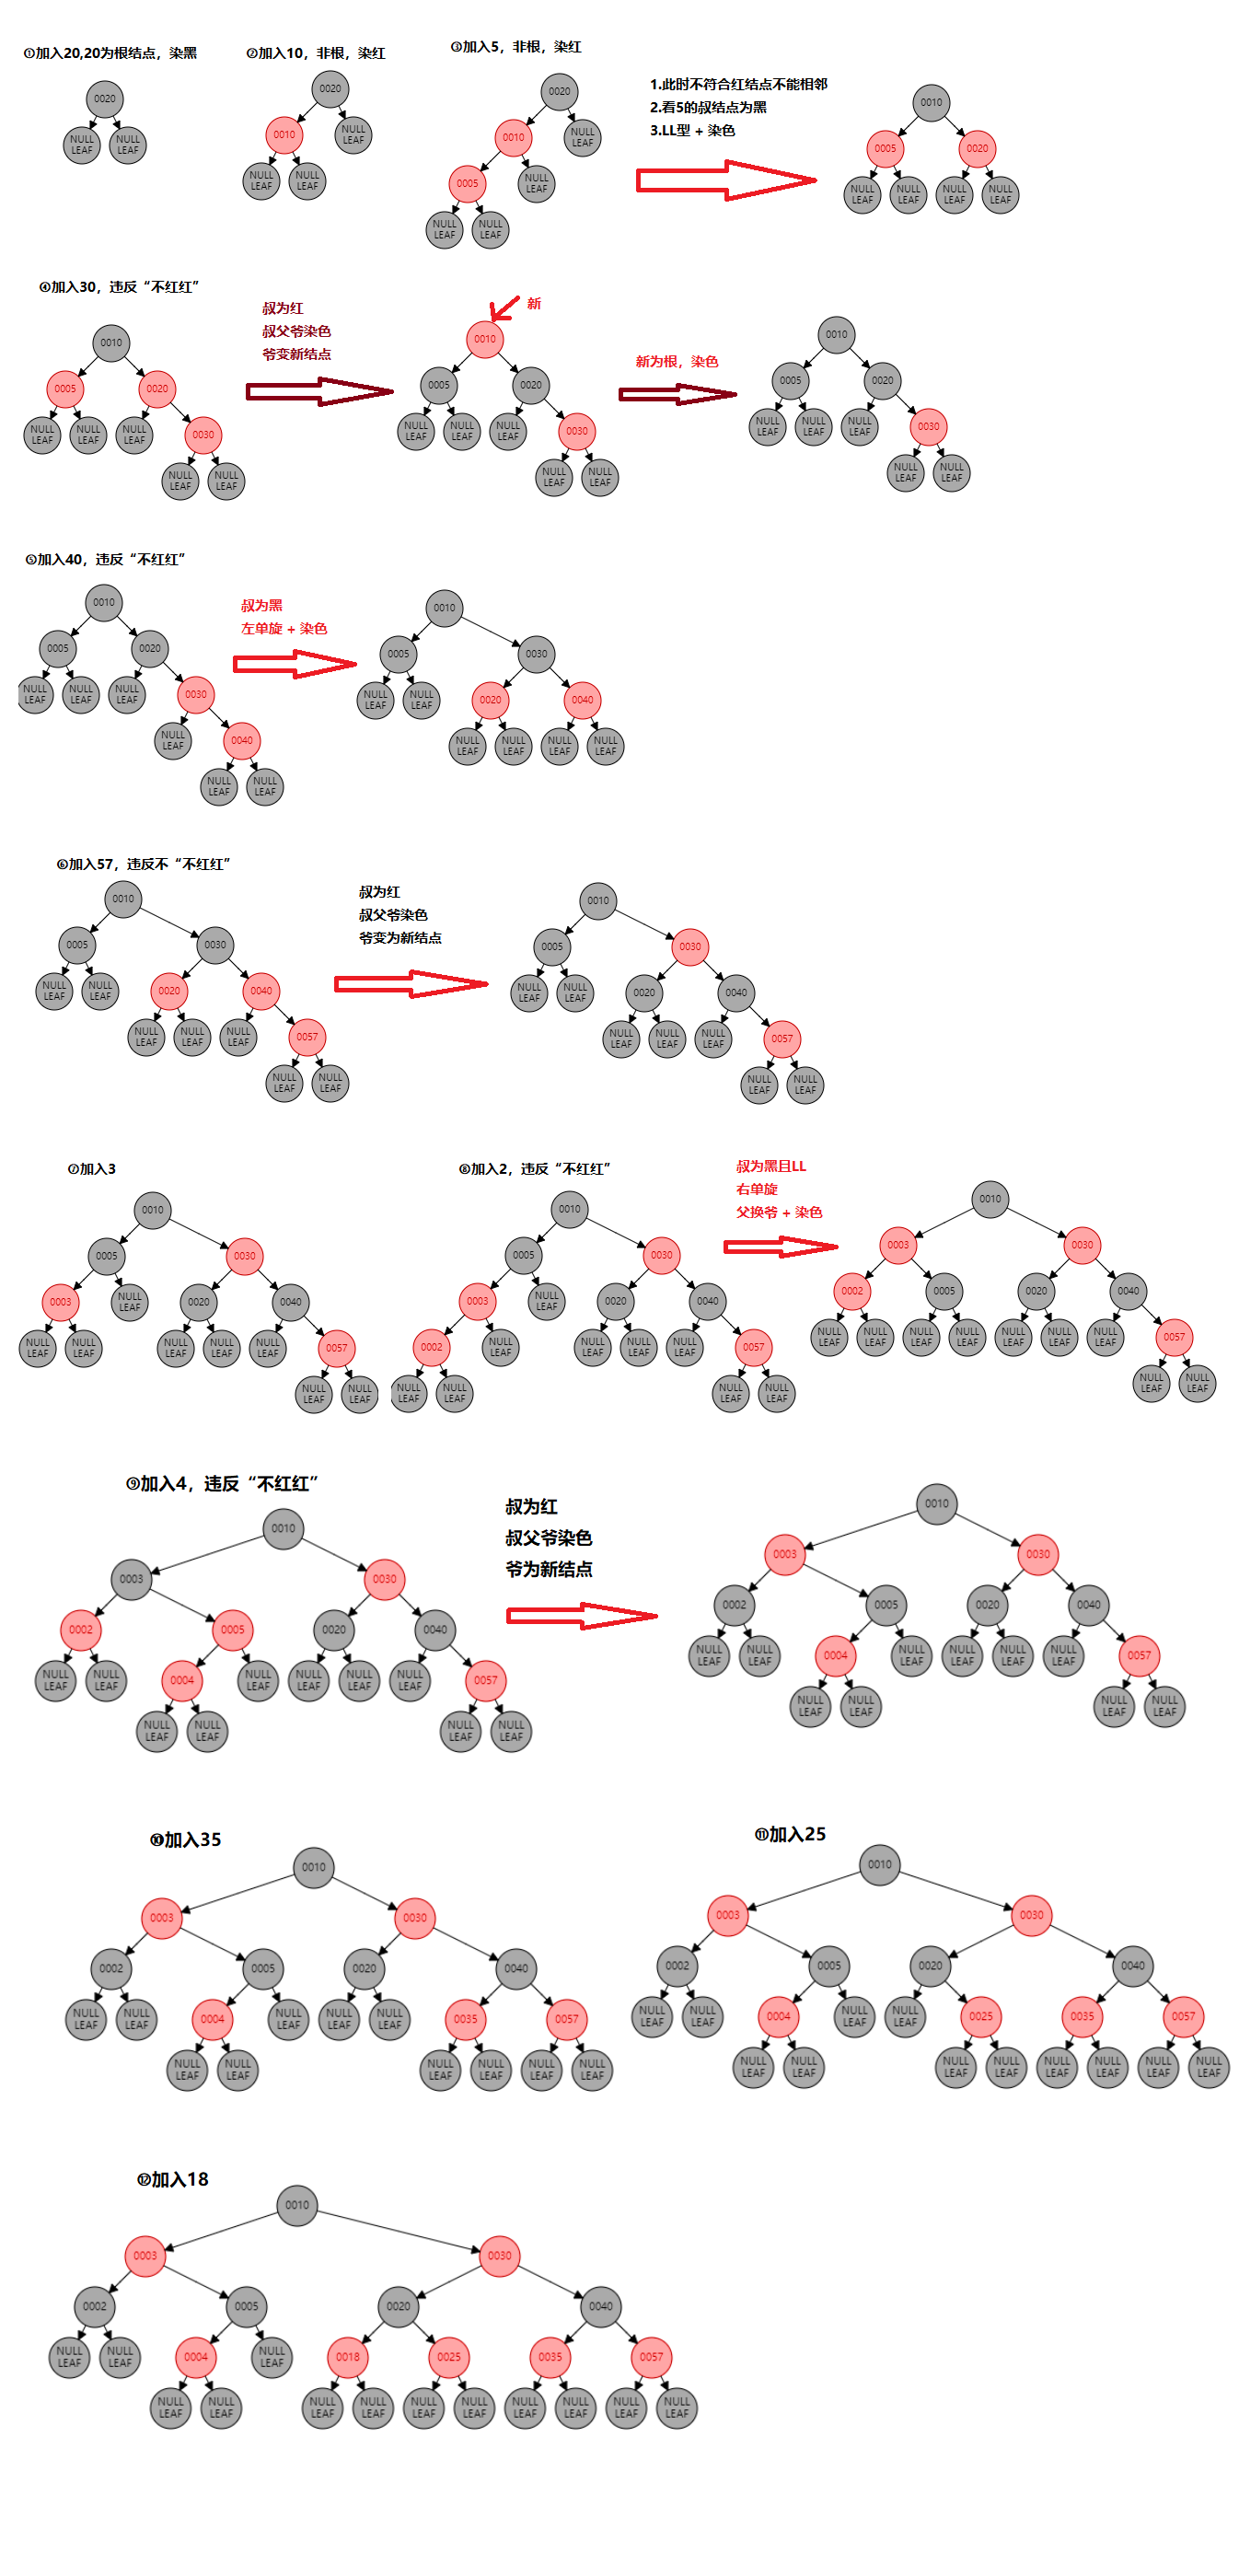 ①加入20,20为根结点，染黑
0020
NULL NULL
LEAF LEAF
②加入10，非根，染红
0020
0010 NULL
LEAF
NULL NULL
LEAF LEAF
③加入5，非根，染红
0020
0010 NULL
LEAF
0005 NULL
LEAF
NULL NULL
LEAF LEAF
1.此时不符合红结点不能相邻
2.看5的叔结点为黑
3.LL型 + 染色
0010
0005 0020
NULL NULL NULL NULL
LEAF LEAF LEAF LEAF
④加入30，违反“不红红”
0010
0005 0020
NULL NULL NULL 0030
LEAF LEAF LEAF
NULL NULL
LEAF LEAF
叔为红
叔父爷染色
爷变新结点
新
0010
0005 0020
NULL NULL NULL 0030
LEAF LEAF LEAF
NULL NULL
LEAF LEAF
新为根，染色
0010
0005 0020
NULL NULL NULL 0030
LEAF LEAF LEAF
NULL NULL
LEAF LEAF
⑤加入40，违反“不红红”
0010
0005 0020
NULL NULL NULL 0030
LEAF LEAF LEAF
NULL 0040
LEAF
NULL NULL
LEAF LEAF
叔为黑
左单旋 + 染色
0010
0005 0030
NULL NULL 0020 0040
LEAF LEAF
NULL NULL NULL NULL
LEAF LEAF LEAF LEAF
⑥加入57，违反不“不红红”
0010
0005 0030
NULL NULL 0020 0040
LEAF LEAF
NULL NULL NULL 0057
LEAF LEAF LEAF
NULL NULL
LEAF LEAF
叔为红
叔父爷染色
爷变为新结点
0010
0005 0030
NULL NULL 0020 0040
LEAF LEAF
NULL NULL NULL 0057
LEAF LEAF LEAF
NULL NULL
LEAF LEAF
⑦加入3
0010
0005 0030
0003 NULL 0020 0040
LEAF
NULL NULL NULL NULL NULL 0057
LEAF LEAF LEAF LEAF LEAF
NULL NULL
LEAF LEAF
⑧加入2，违反“不红红”
0010
0005 0030
0003 NULL 0020 0040
LEAF
0002 NULL NULL NULL NULL 0057
LEAF LEAF LEAF LEAF
NULL NULL NULL NULL
LEAF LEAF LEAF LEAF
叔为黑且LL
右单旋
父换爷 + 染色
0010
0003 0030
0002 0005 0020 0040
NULL NULL NULL NULL NULL NULL NULL 0057
LEAF LEAF LEAF LEAF LEAF LEAF LEAF
NULL NULL
LEAF LEAF
⑨加入4，违反“不红红”
0010
0003 0030
0002 0005 0020 0040
NULL NULL 0004 NULL NULL NULL NULL 0057
LEAF LEAF LEAF LEAF LEAF LEAF
NULL NULL NULL NULL
LEAF LEAF LEAF LEAF
叔为红
叔父爷染色
爷为新结点
0010
0003 0030
0002 0005 0020 0040
NULL NULL 0004 NULL NULL NULL NULL 0057
LEAF LEAF LEAF LEAF LEAF LEAF
NULL NULL NULL NULL
LEAF LEAF LEAF LEAF
⑩加入35
0010
0003 0030
0002 0005 0020 0040
NULL NULL 0004 NULL NULL NULL 0035 0057
LEAF LEAF LEAF LEAF LEAF
NULL NULL NULL NULL NULL NULL
LEAF LEAF LEAF LEAF LEAF LEAF
⑪加入25
0010
0003 0030
0002 0005 0020 0040
NULL NULL 0004 NULL NULL 0025 0035 0057
LEAF LEAF LEAF LEAF
NULL NULL NULL NULL NULL NULL NULL NULL
LEAF LEAF LEAF LEAF LEAF LEAF LEAF LEAF
⑫加入18
0010
0003 0030
0002 0005 0020 0040
NULL NULL 0004 NULL 0018 0025 0035 0057
LEAF LEAF LEAF
NULL NULL NULL NULL NULL NULL NULL NULL NULL NULL
LEAF LEAF LEAF LEAF LEAF LEAF LEAF LEAF LEAF LEAF